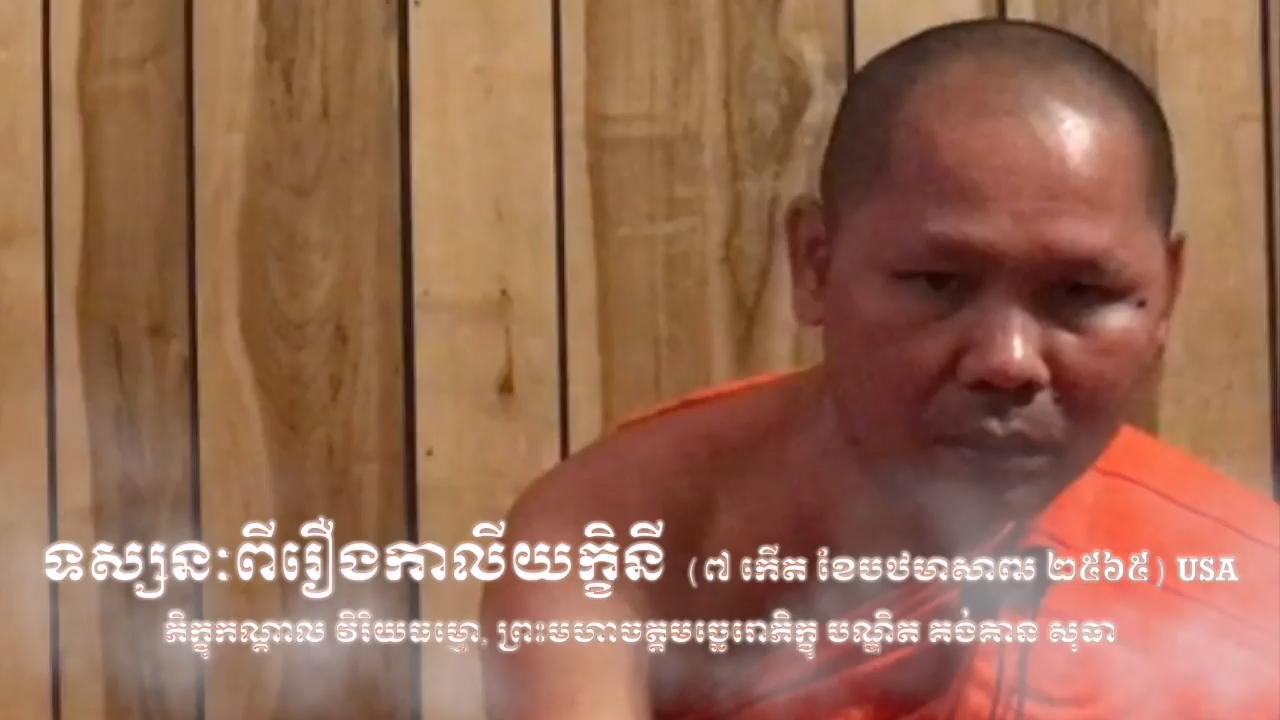 ទស្សនៈពីរឿងកាលីយក្ខិនី (៧ កើត ខែបឋមាសាឍ ២៥៦៥) USA
ភិក្ខុកណ្ដាល វិរិយធម្មោ, ព្រះមហាចត្តមច្ឆេរោភិក្ខុ បណ្ឌិត គង់គាន សុធា